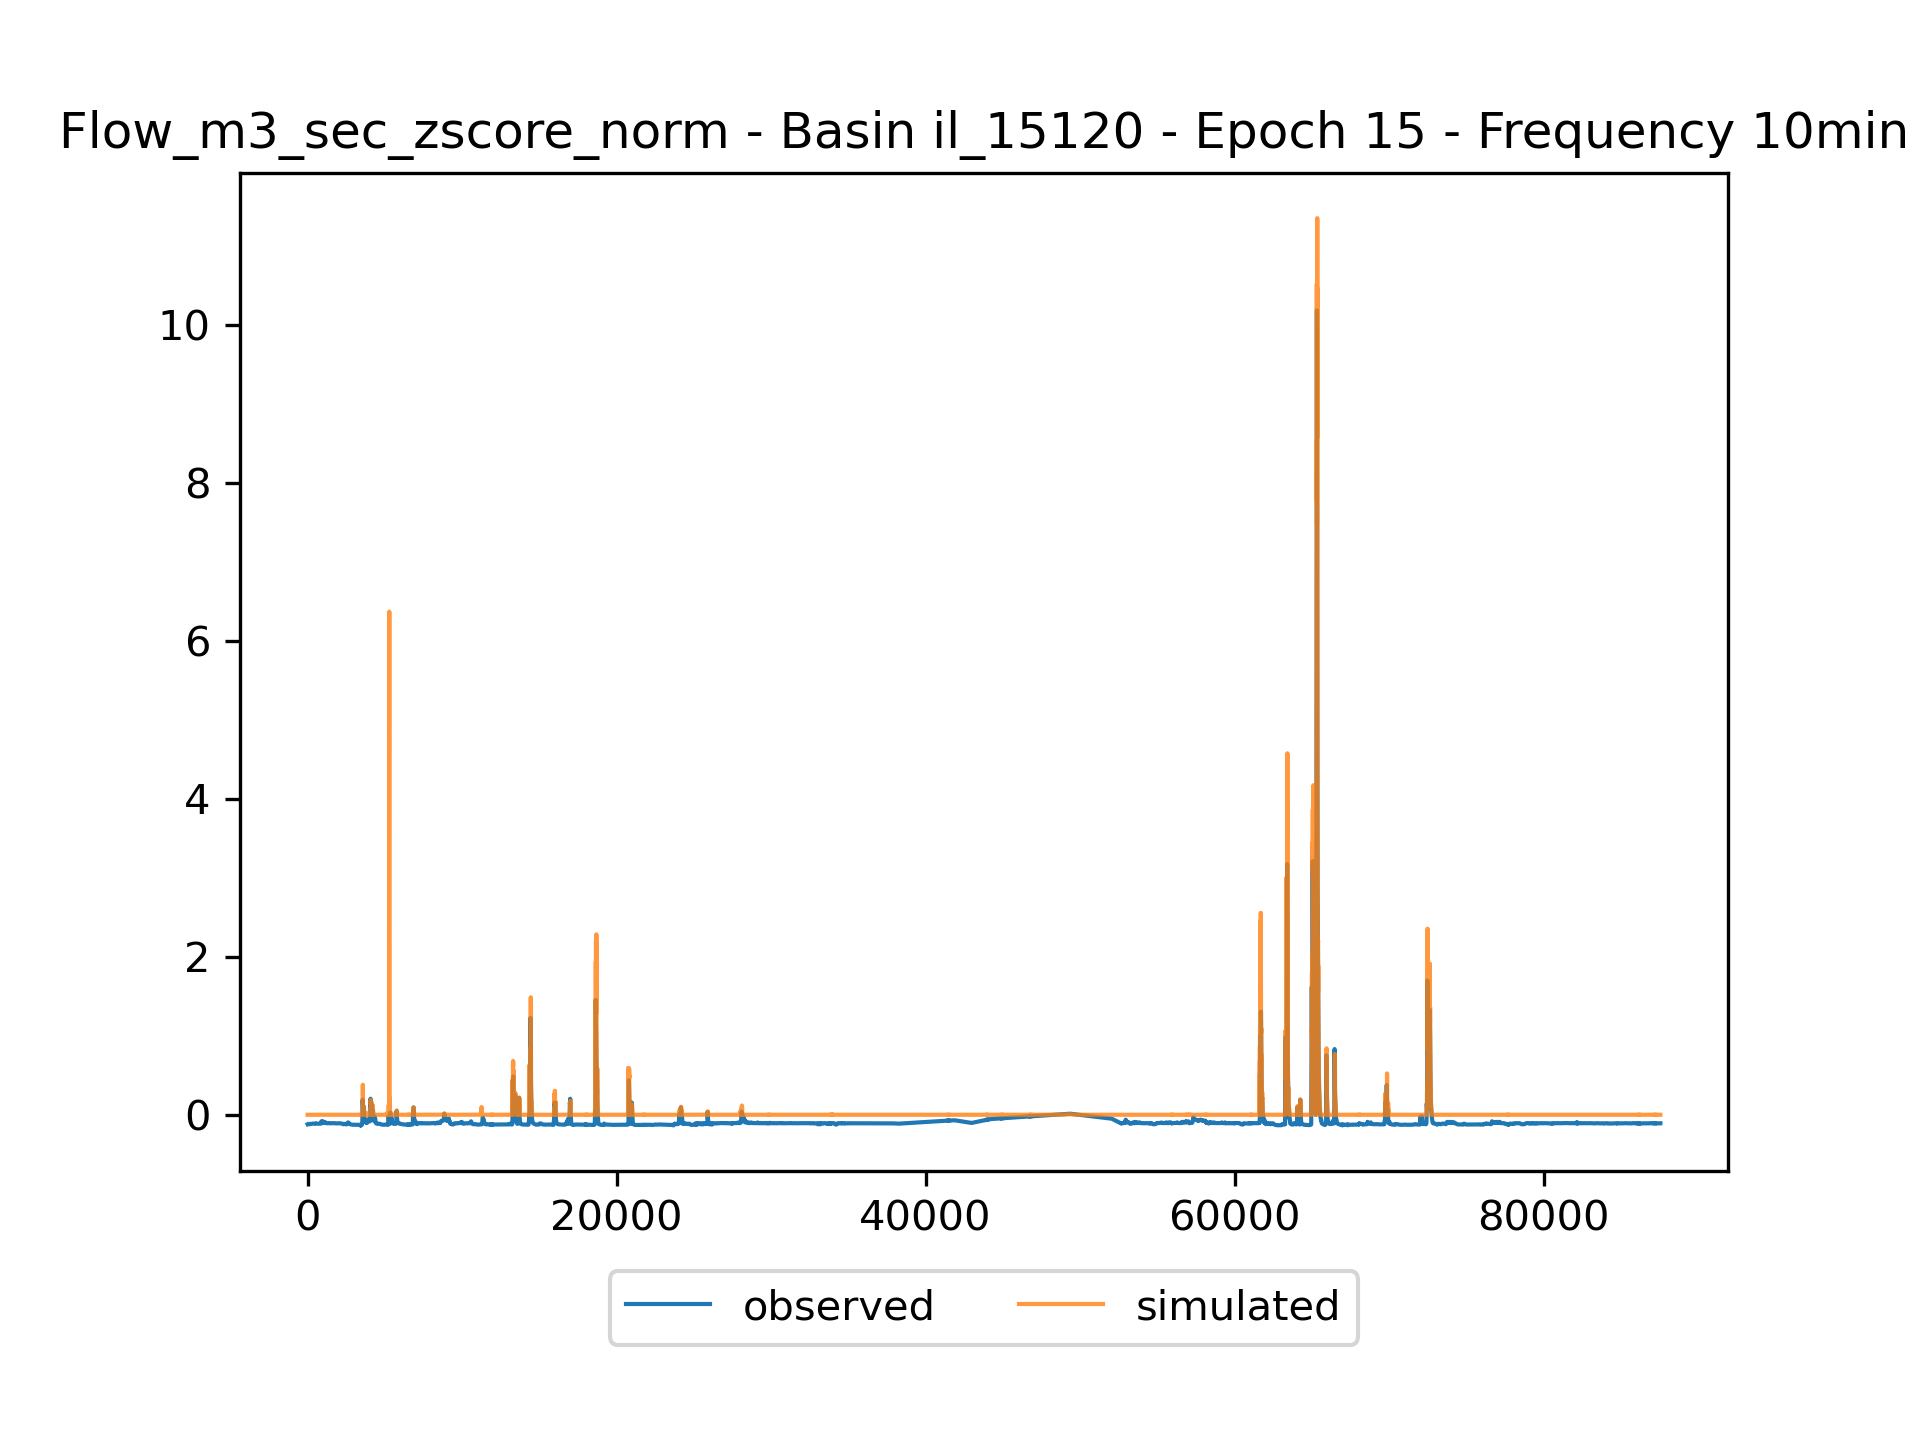 Flow_m3_sec_zscore_norm - Basin il_15120 - Epoch 15 - Frequency 10min
10
8
6
4
2
0
0 20000 40000 60000 80000
observed simulated